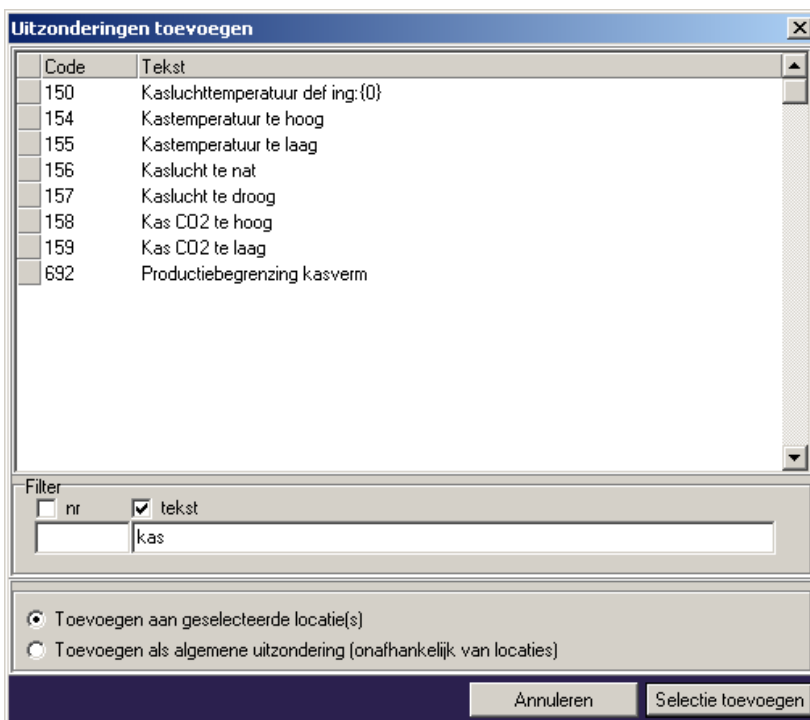 Uitzonderingen toevoegen
Code Tekst
150 Kasluchttemperatuur def ing:{0}
154 Kastemperatuur te hoog
155 Kastemperatuur te laag
156 Kaslucht te nat
157 Kaslucht te droog
158 Kas CO2 te hoog
159 Kas CO2 te laag
692 Productiebegrenzing kasverm
Filter
nr tekst
kas
Toevoegen aan geselecteerde locatie(s)
Toevoegen als algemene uitzondering (onafhankelijk van locaties)
Annuleren Selectie toevoegen